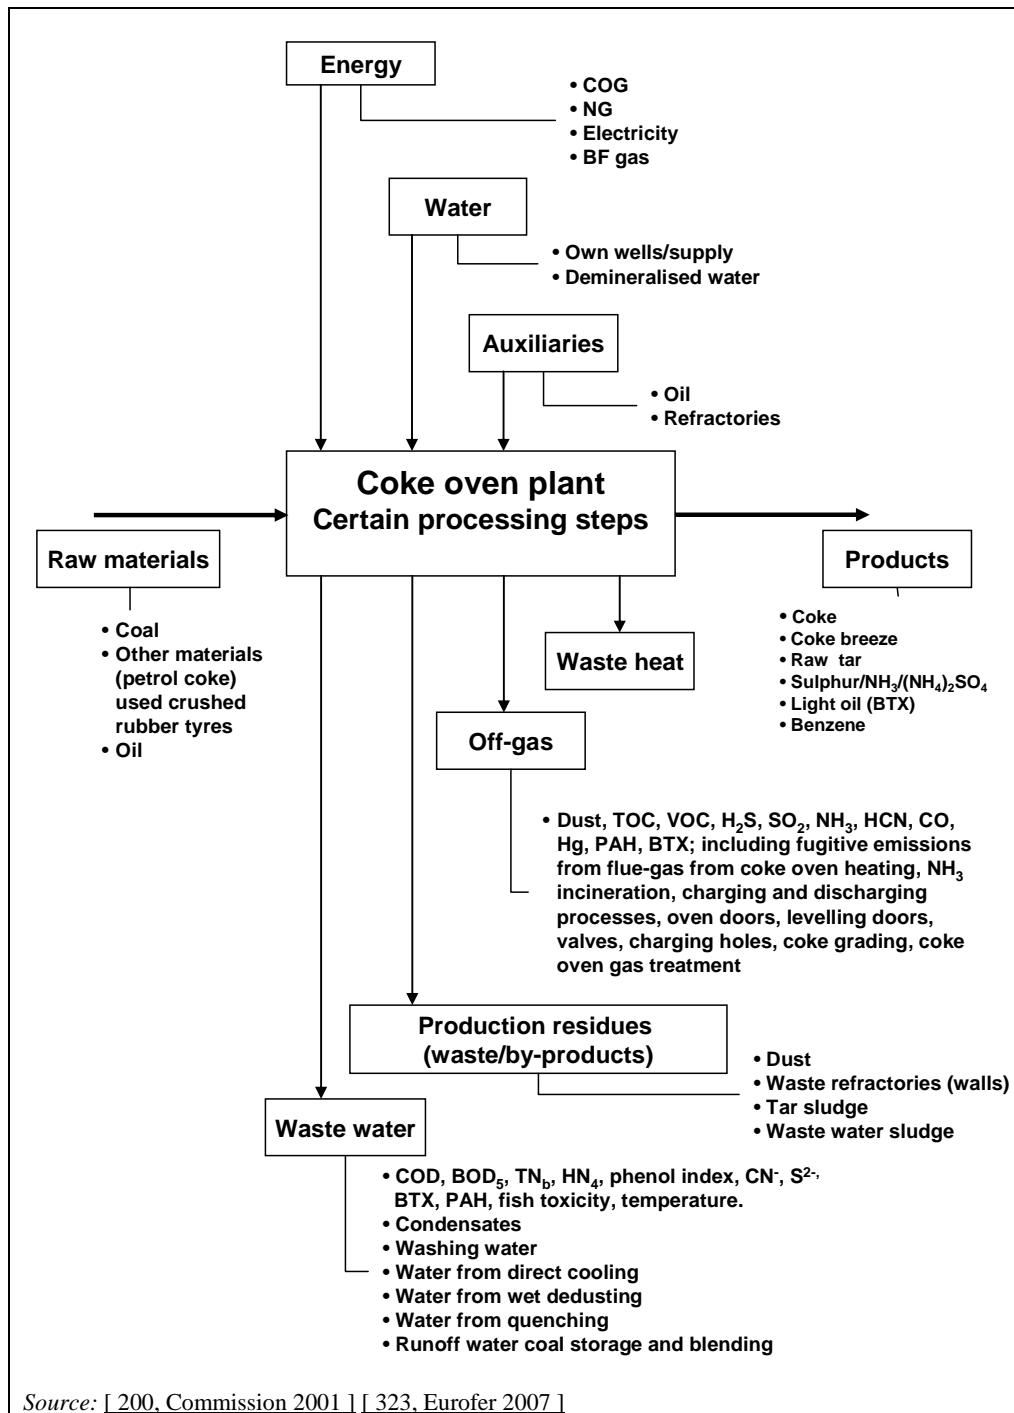 Energy
• COG
• NG
• Electricity
• BF gas
Water
• Own wells/supply
• Demineralised water
Auxiliaries
• Oil
• Refractories
Coke oven plant
Certain processing steps
Raw materials
• Coal
• Other materials
(petrol coke)
used crushed
rubber tyres
• Oil
Products
• Coke
• Coke breeze
• Raw tar
• Sulphur/NH₃/(NH₄)₂SO₄
• Light oil (BTX)
• Benzene
Waste heat
Off-gas
• Dust, TOC, VOC, H₂S, SO₂, NH₃, HCN, CO,
Hg, PAH, BTX; including fugitive emissions
from flue-gas from coke oven heating, NH₃
incineration, charging and discharging
processes, oven doors, levelling doors,
valves, charging holes, coke grading, coke
oven gas treatment
Production residues
(waste/by-products)
• Dust
• Waste refractories (walls)
• Tar sludge
• Waste water sludge
Waste water
• COD, BOD₅, TN_b, HN₄, phenol index, CN⁻, S²⁻,
BTX, PAH, fish toxicity, temperature.
• Condensates
• Washing water
• Water from direct cooling
• Water from wet dedusting
• Water from quenching
• Runoff water coal storage and blending
Source: [ 200, Commission 2001 ] [ 323, Eurofer 2007 ]